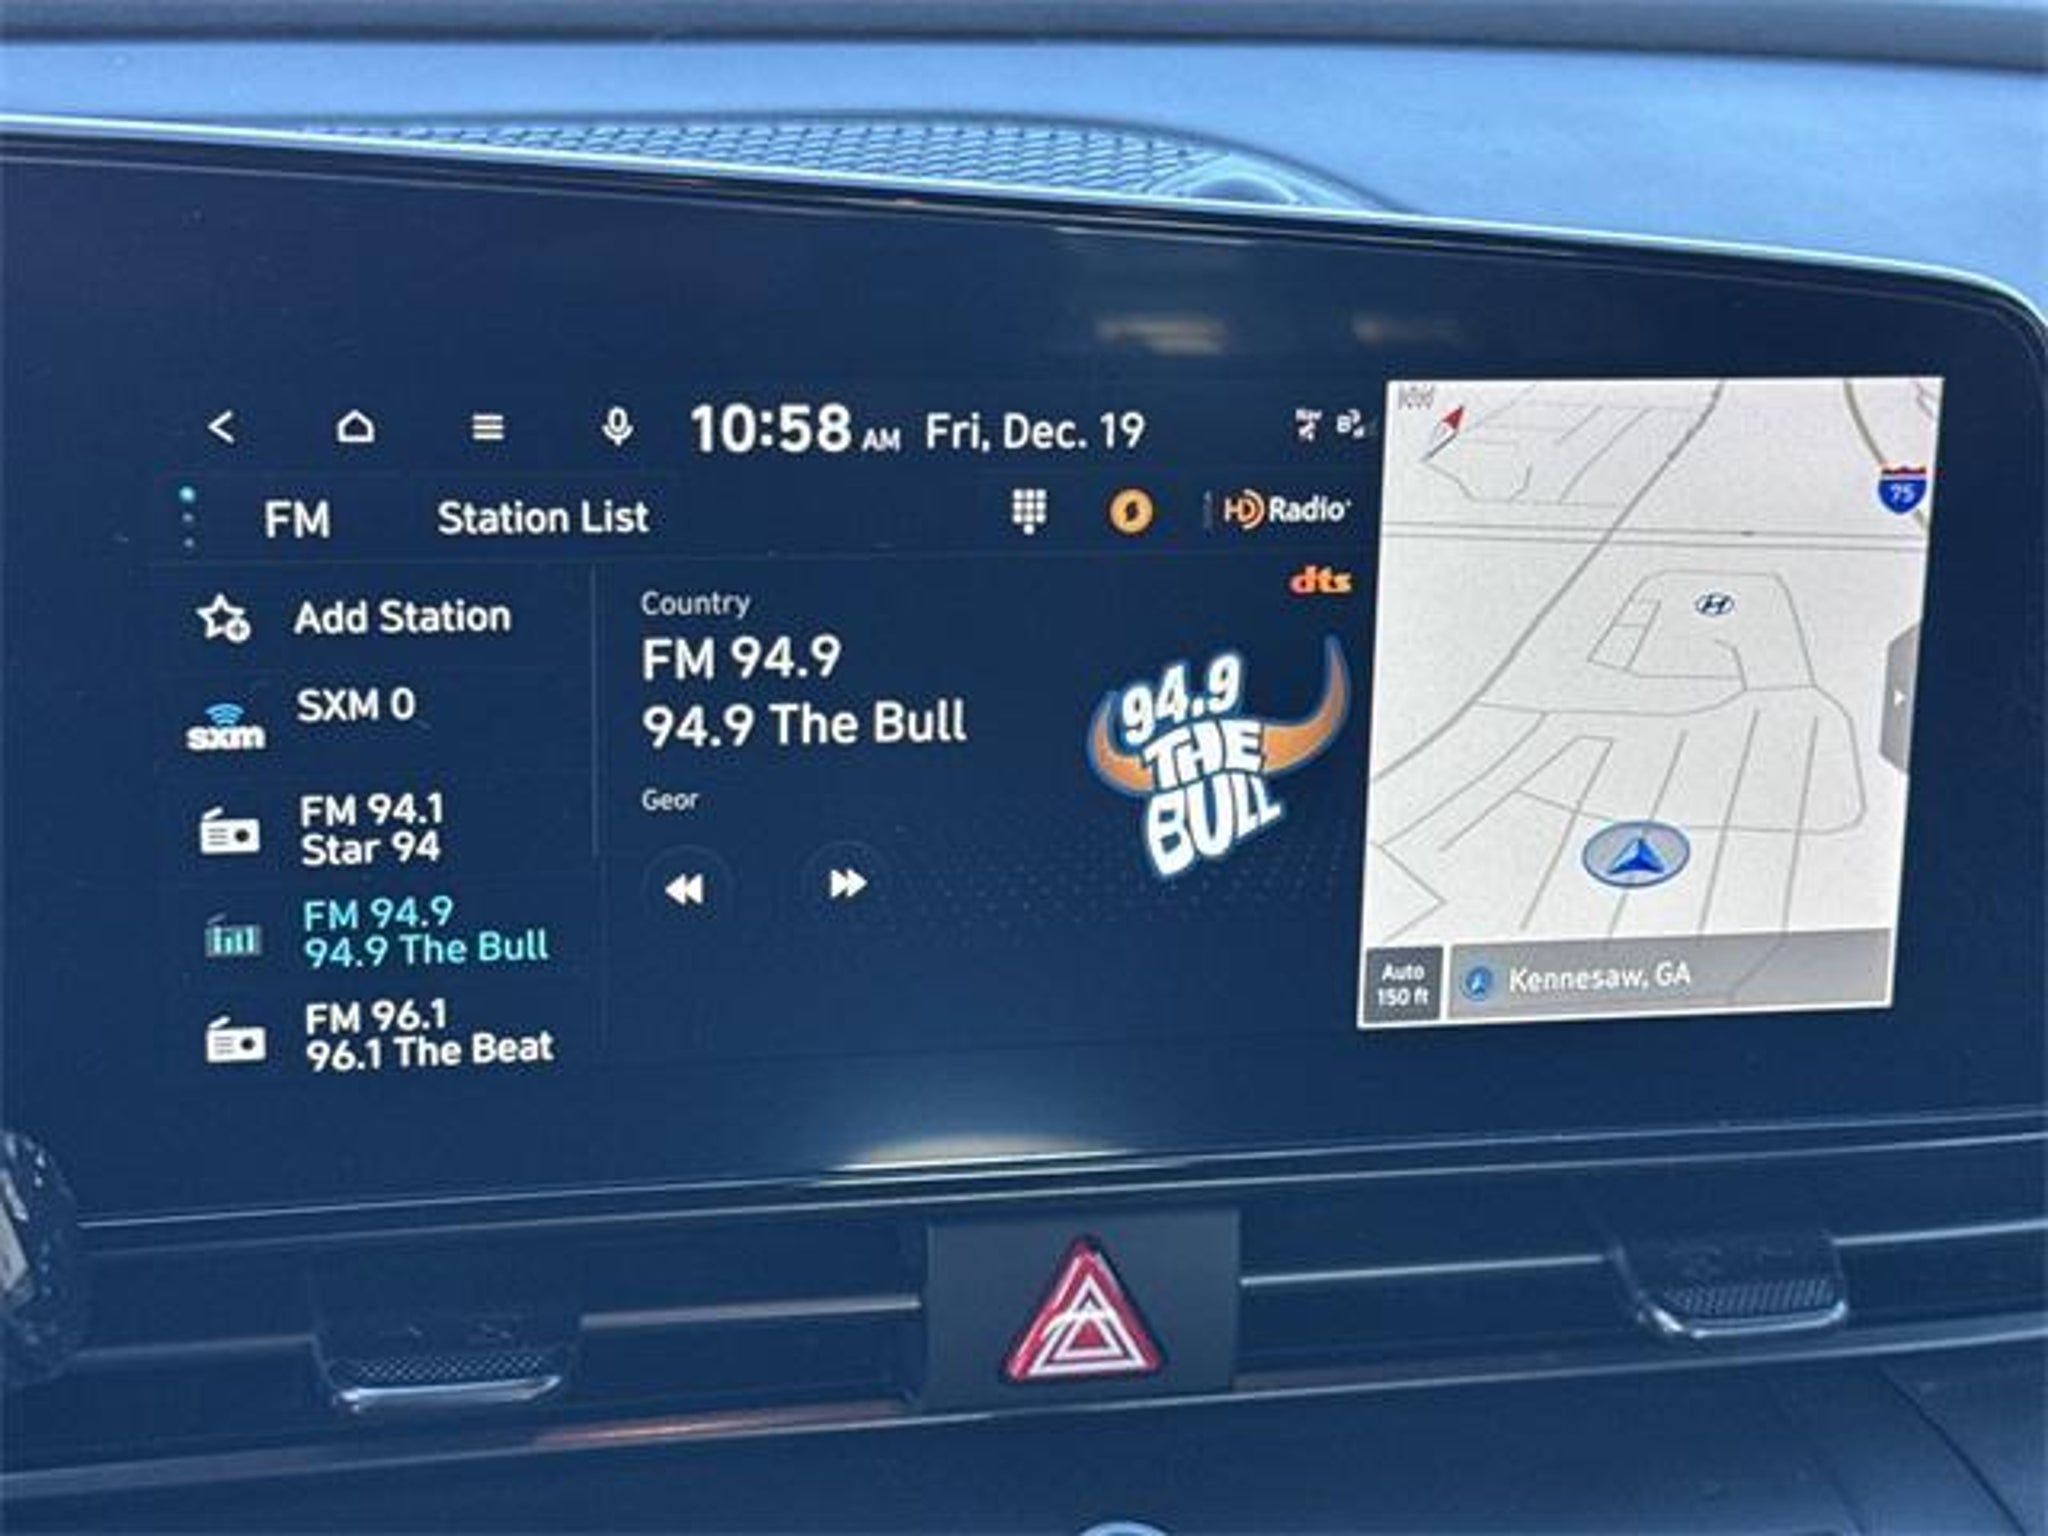 10:58 AM Fri, Dec. 19
FM Station List
HD Radio
Add Station
sxm SXM 0
FM 94.1
Star 94
FM 94.9
94.9 The Bull
FM 96.1
96.1 The Beat
Country
FM 94.9
94.9 The Bull
Geor
dts
94.9
THE
BULL
75
Auto
150 ft
Kennesaw, GA